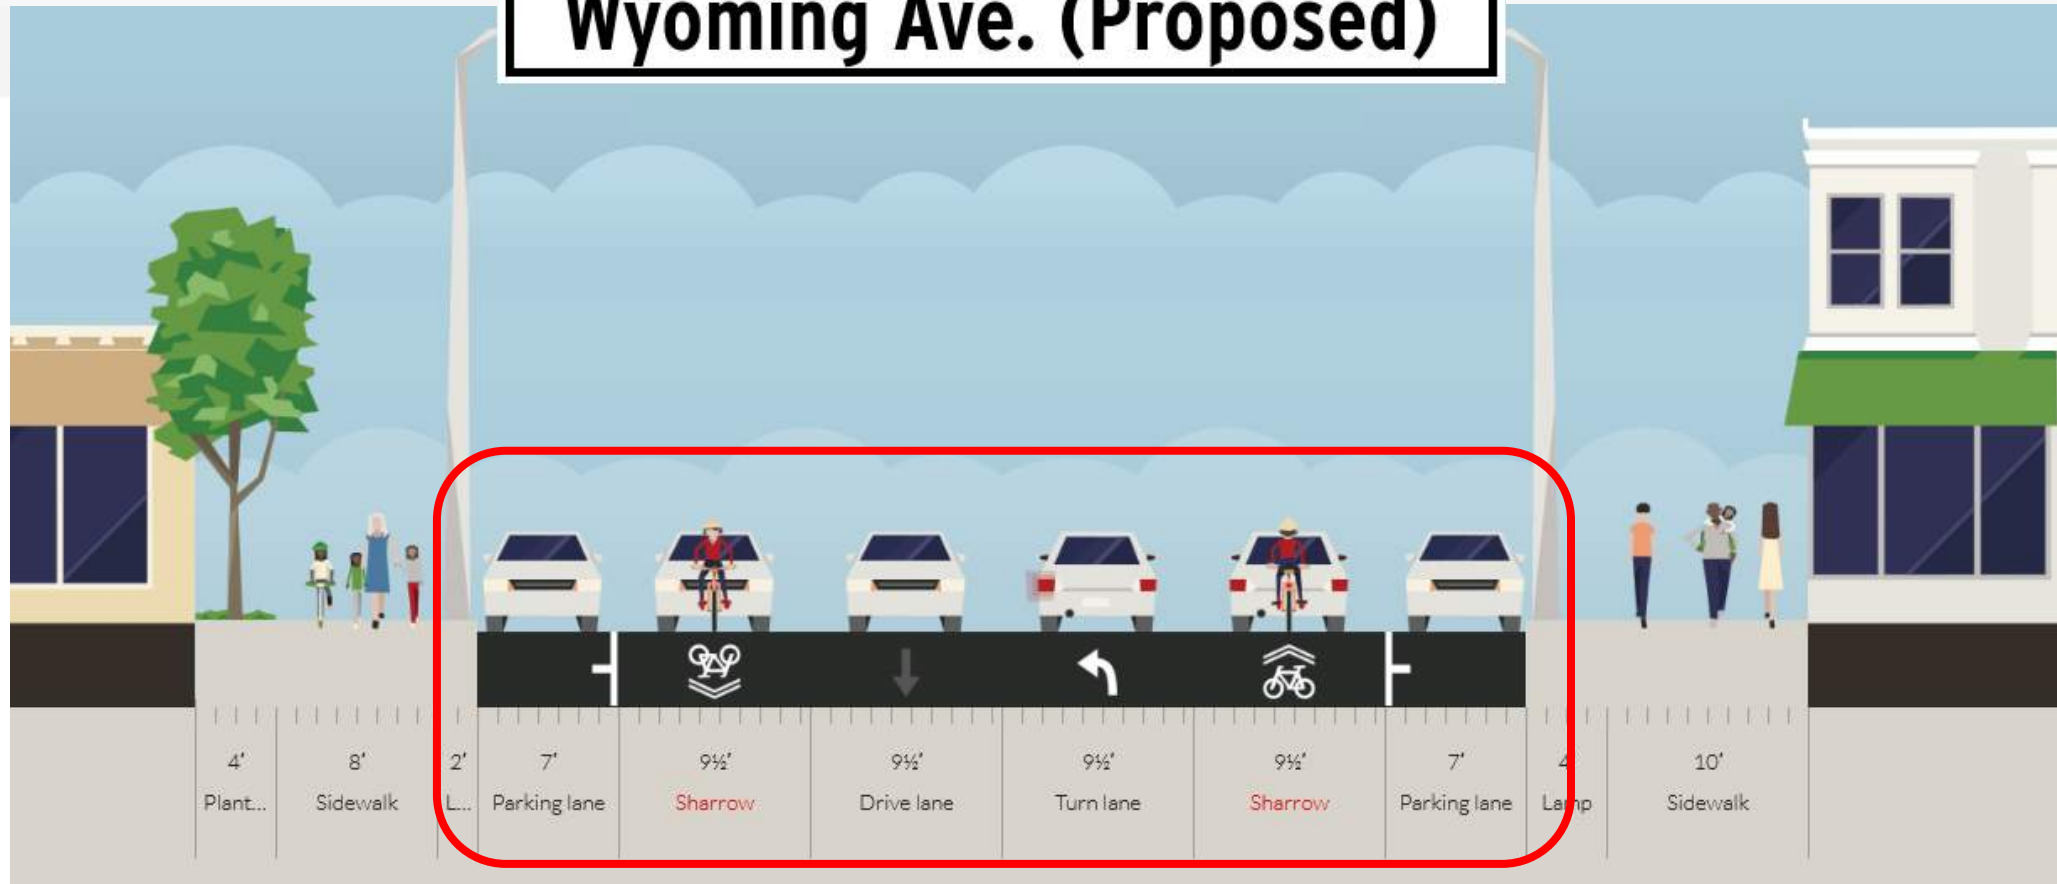 Wyoming Ave. (Proposed)
4' 8' 2' 7' 9½' 9½' 9½' 9½' 7' 4' 10'
Plant... Sidewalk L... Parking lane Sharrow Drive lane Turn lane Sharrow Parking lane Lamp Sidewalk